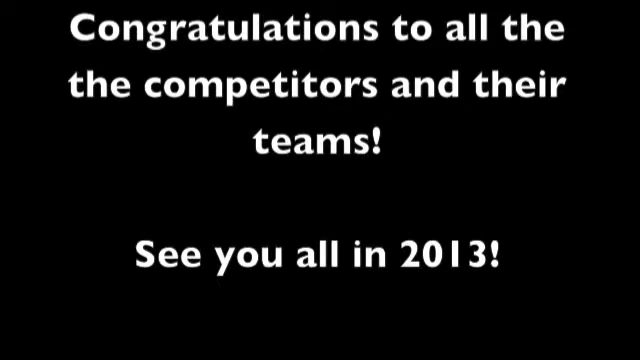 Congratulations to all the
the competitors and their
teams!
See you all in 2013!